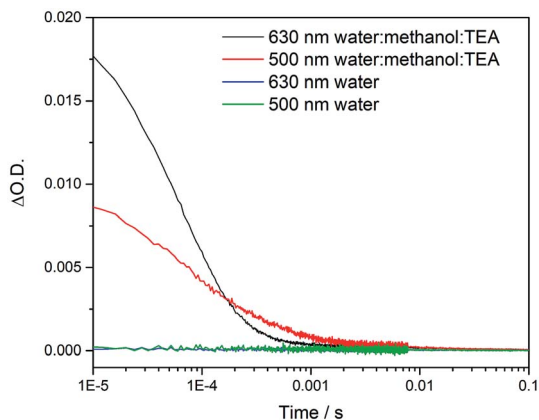 0.020
0.015
0.010
0.005
0.000
ΔO.D.
630 nm water:methanol:TEA
500 nm water:methanol:TEA
630 nm water
500 nm water
1E-5
1E-4
0.001
0.01
0.1
Time / s